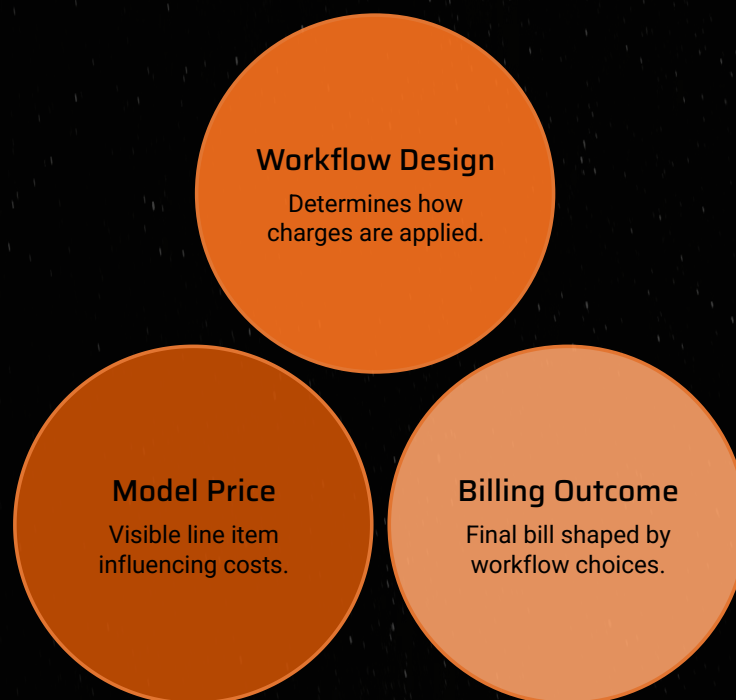 Workflow Design
Determines how
charges are applied.
Model Price
Visible line item
influencing costs.
Billing Outcome
Final bill shaped by
workflow choices.